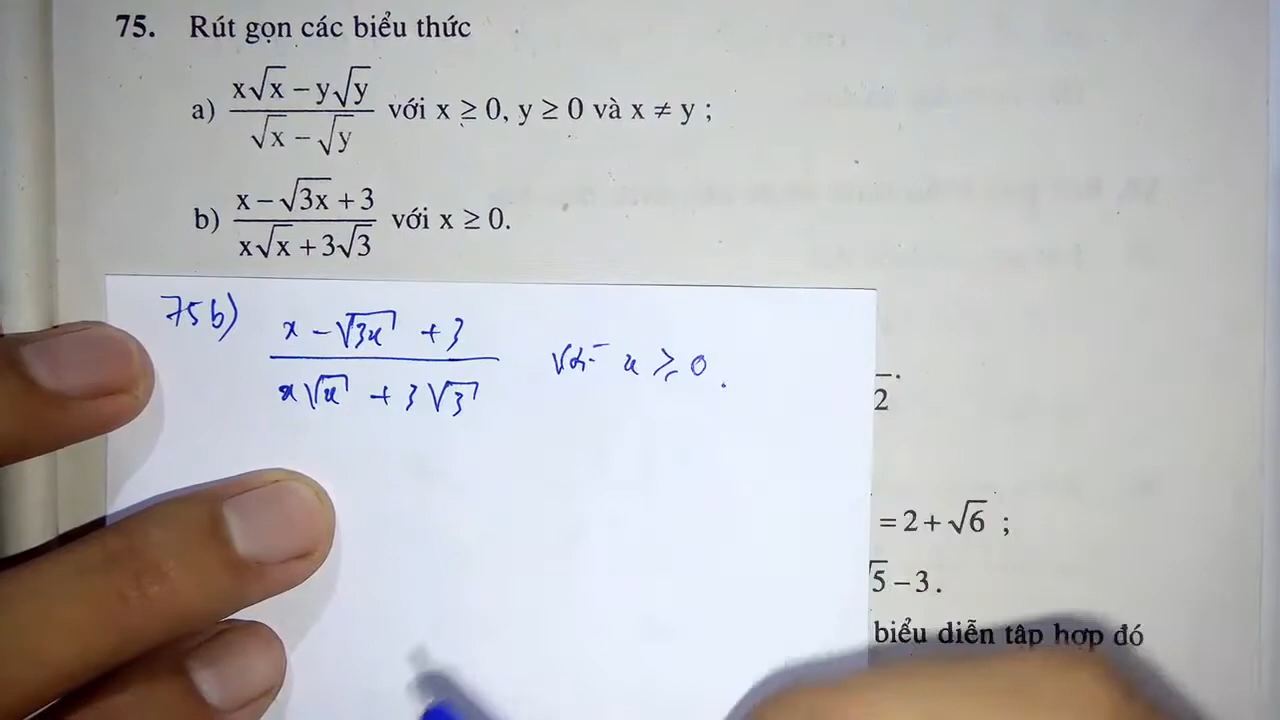 75. Rút gọn các biểu thức
a) (x√x − y√y)/(√x − √y) với x ≥ 0, y ≥ 0 và x ≠ y ;
b) (x − √3x + 3)/(x√x + 3√3) với x ≥ 0.
75b) (x − √3x + 3)/(x√x + 3√3) với x ≥ 0.
2.
= 2 + √6 ;
√5 − 3.
biểu diễn tập hợp đó